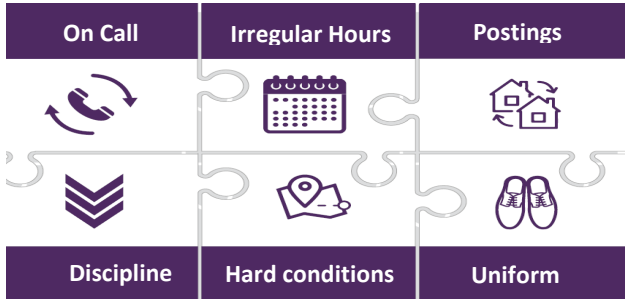 On Call
Irregular Hours
Postings
Discipline
Hard conditions
Uniform